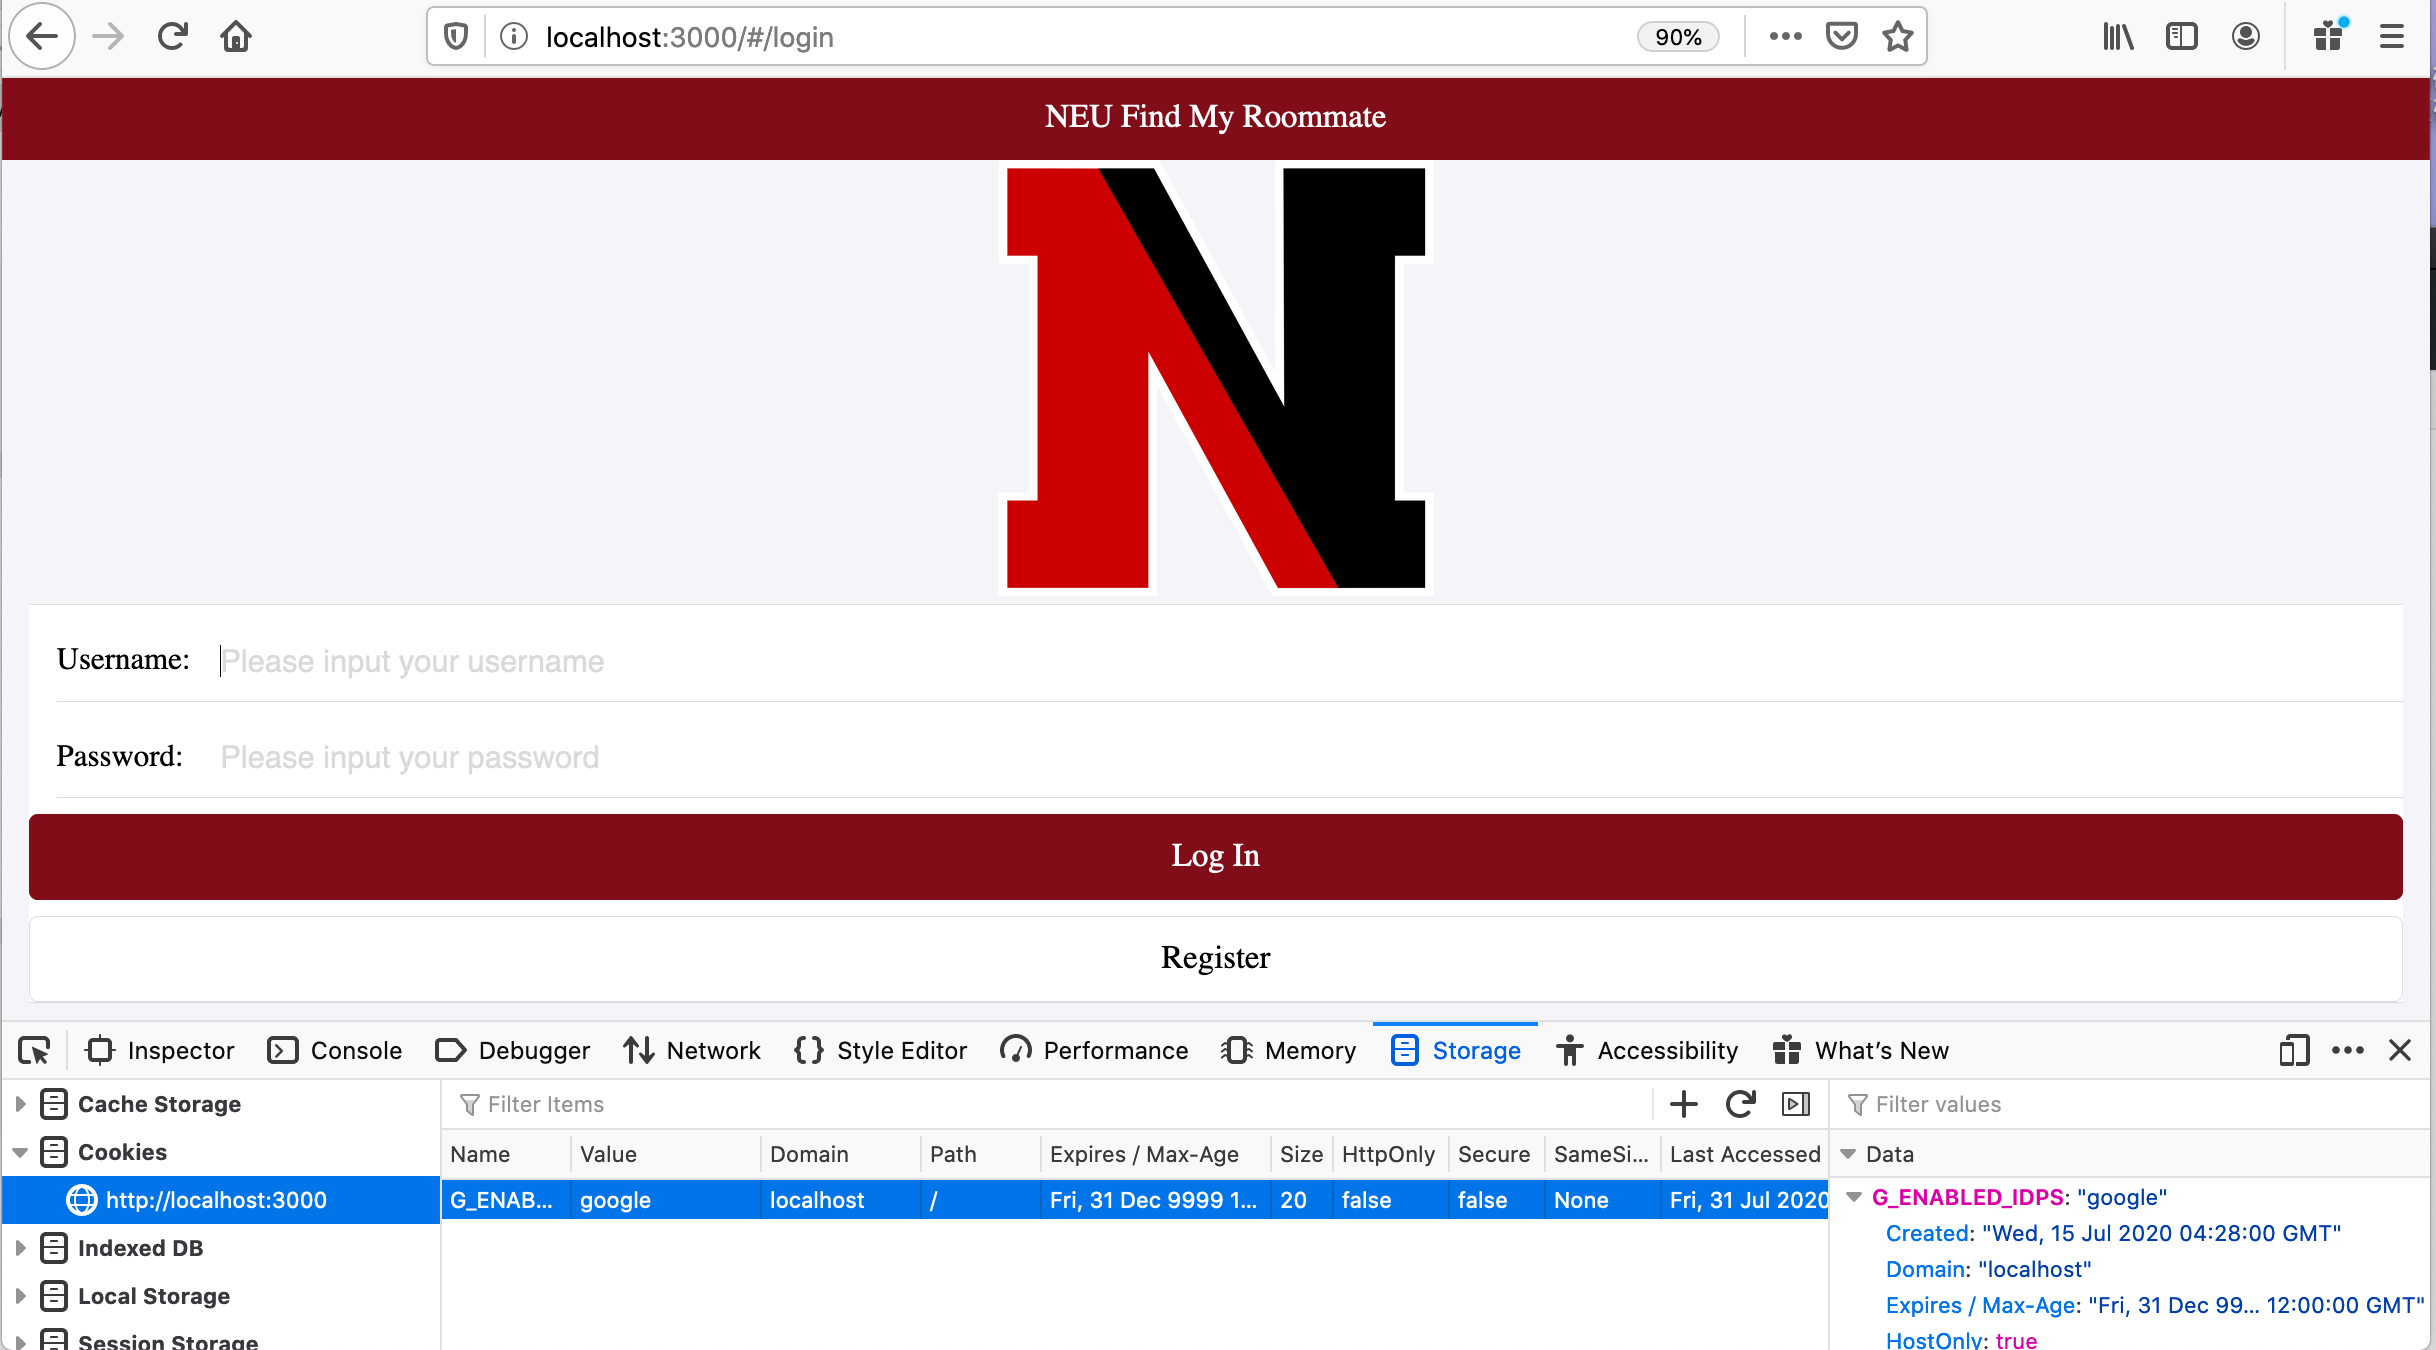 localhost:3000/#/login
90%
NEU Find My Roommate
Username: Please input your username
Password: Please input your password
Log In
Register
Inspector Console Debugger Network Style Editor Performance Memory Storage Accessibility What's New
Cache Storage
Cookies
http://localhost:3000
Indexed DB
Local Storage
Session Storage
Filter Items
Name Value Domain Path Expires / Max-Age Size HttpOnly Secure SameSi... Last Accessed
G_ENAB... google localhost / Fri, 31 Dec 9999 1... 20 false false None Fri, 31 Jul 2020
Filter values
Data
G_ENABLED_IDPS: "google"
Created: "Wed, 15 Jul 2020 04:28:00 GMT"
Domain: "localhost"
Expires / Max-Age: "Fri, 31 Dec 99... 12:00:00 GMT"
HostOnly: true